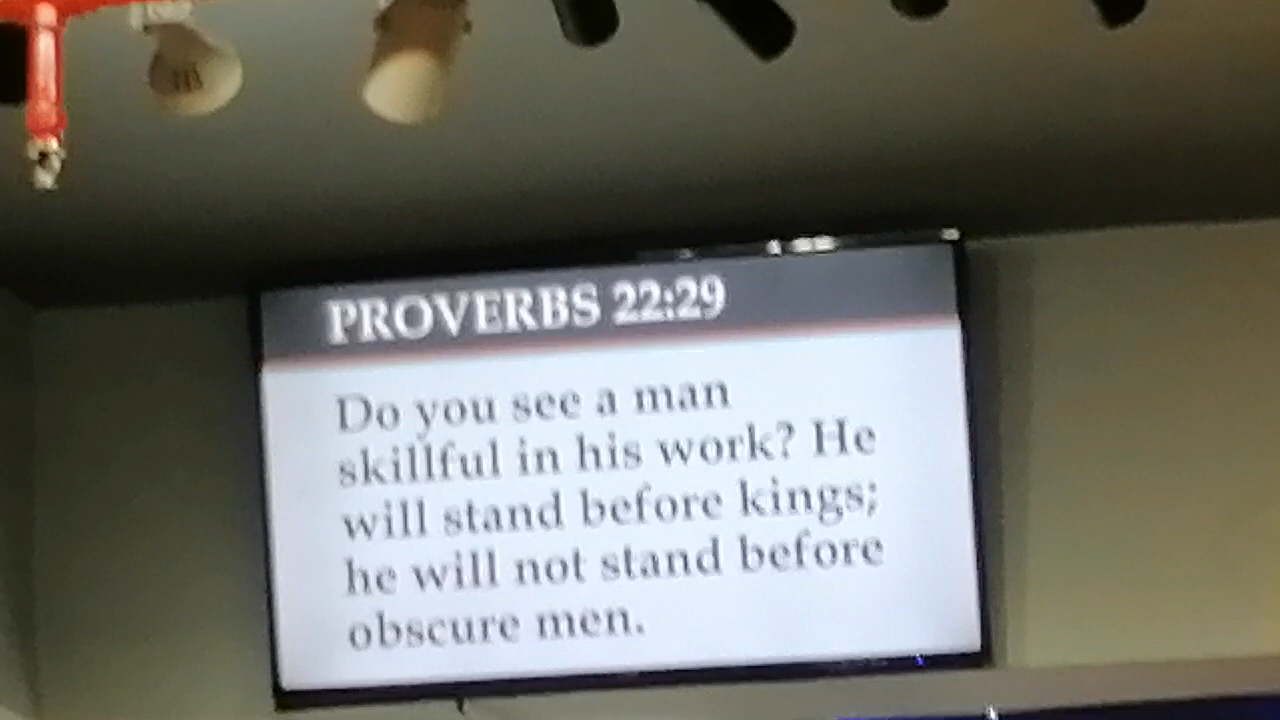 PROVERBS 22:29
Do you see a man
skillful in his work? He
will stand before kings;
he will not stand before
obscure men.